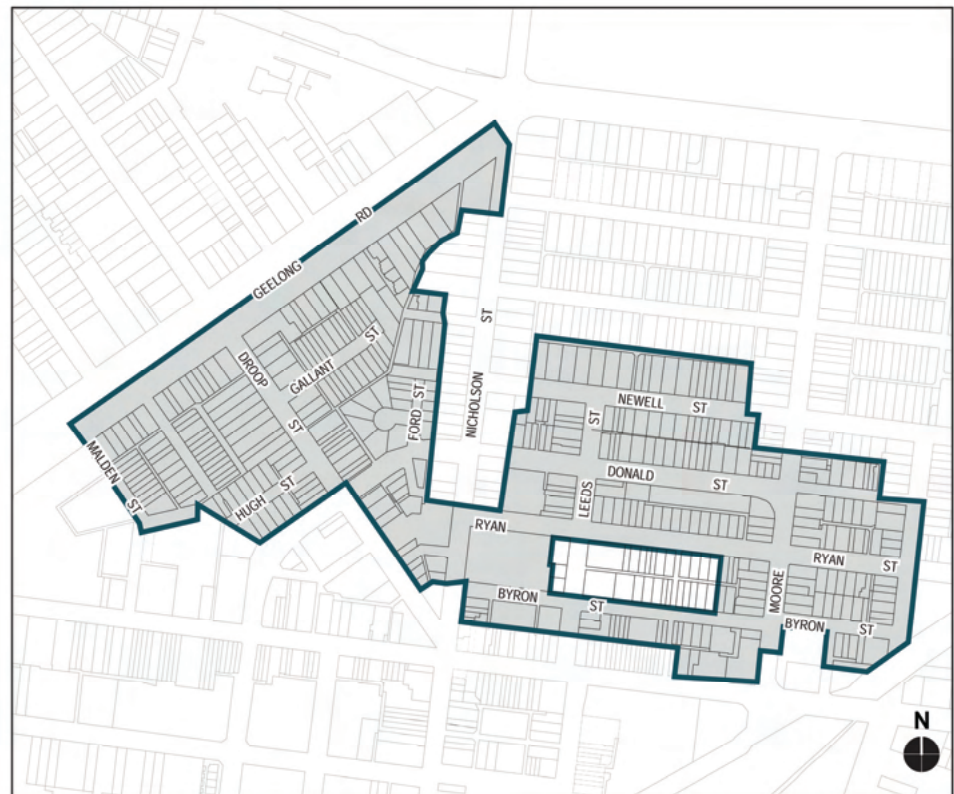 GEELONG RD
DROOP ST
GALLANT ST
FORD ST
NICHOLSON ST
MALDEN ST
HUGH ST
NEWELL ST
LEEDS ST
DONALD ST
RYAN
RYAN ST
MOORE
BYRON ST
BYRON ST
N